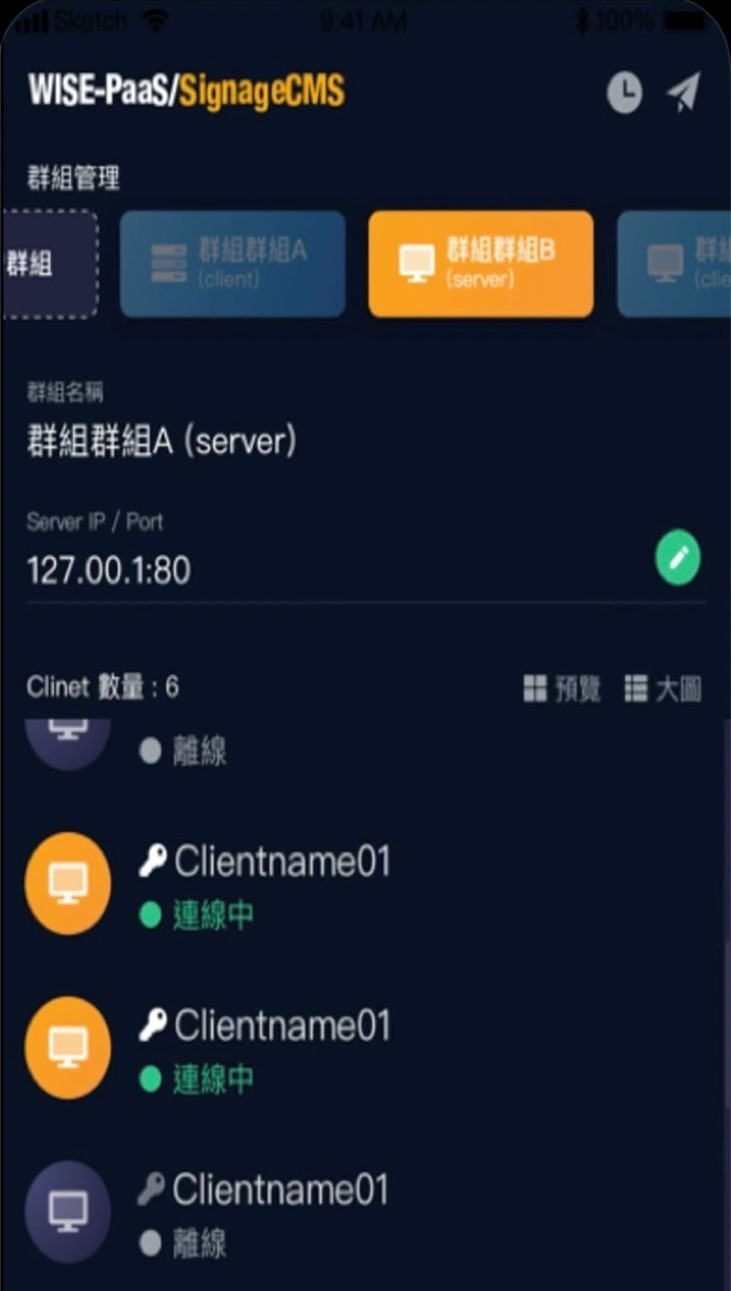 Sketch 9:41 AM 100%
WISE-PaaS/SignageCMS
群組管理
群組
群組群組A
(client)
群組群組B
(server)
群組
(clie
群組名稱
群組群組A (server)
Server IP / Port
127.00.1:80
Clinet 數量 : 6 預覽 大圖
離線
Clientname01
連線中
Clientname01
連線中
Clientname01
離線